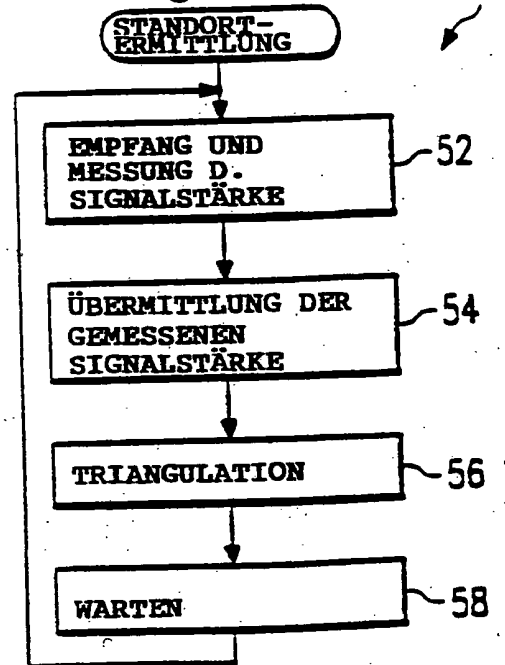 STANDORT-
ERMITTLUNG
EMPFANG UND
MESSUNG D.
SIGNALSTÄRKE
52
ÜBERMITTLUNG DER
GEMESSENEN
SIGNALSTÄRKE
54
TRIANGULATION
56
WARTEN
58